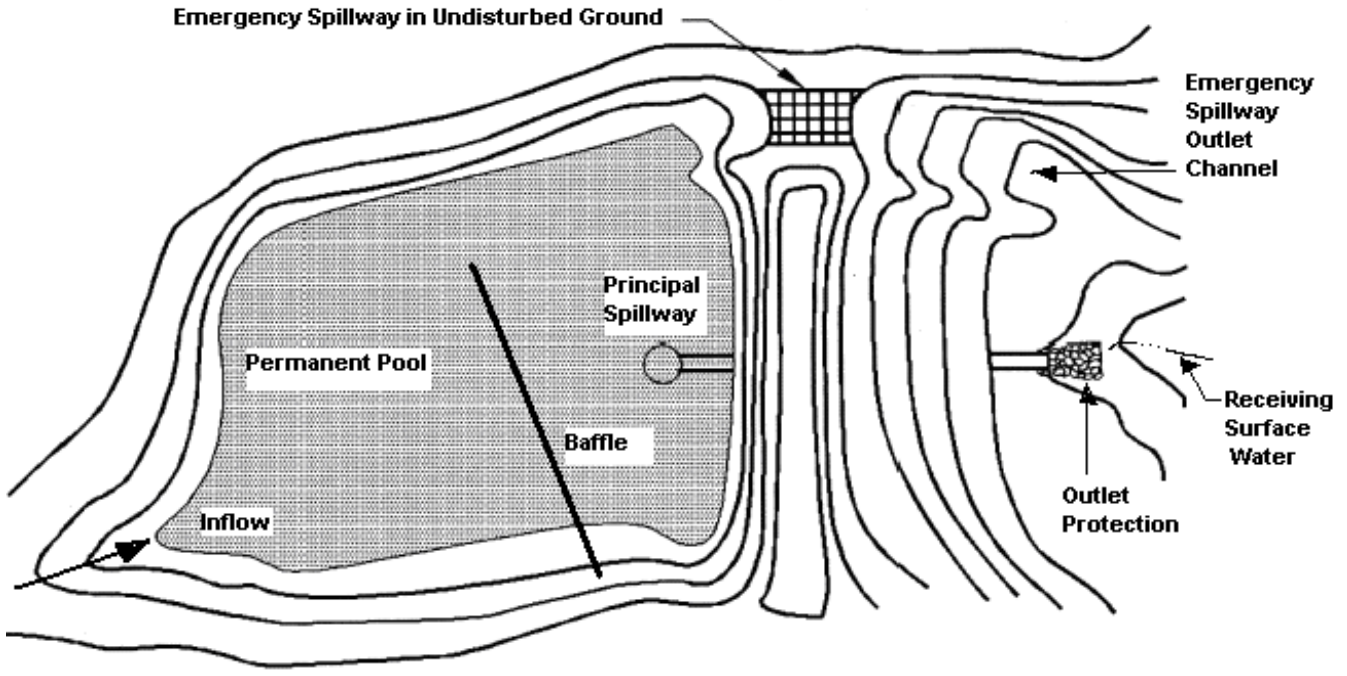 Emergency Spillway in Undisturbed Ground
Emergency
Spillway
Outlet
Channel
Principal
Spillway
Permanent Pool
Baffle
Receiving
Surface
Water
Outlet
Protection
Inflow